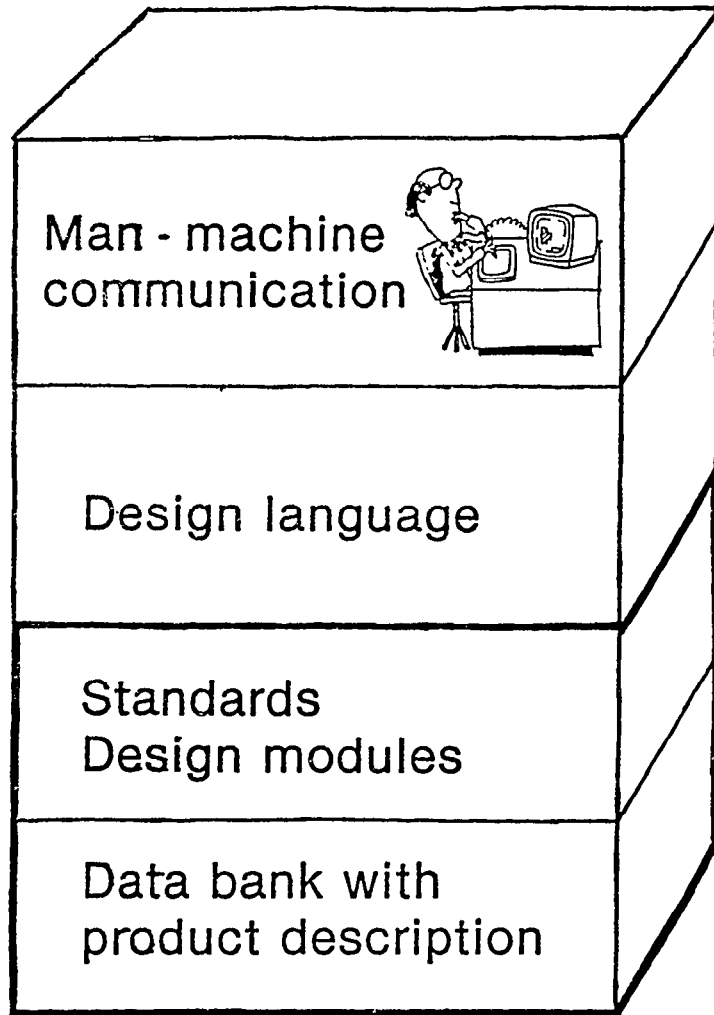 Man - machine
communication
Design language
Standards
Design modules
Data bank with
product description